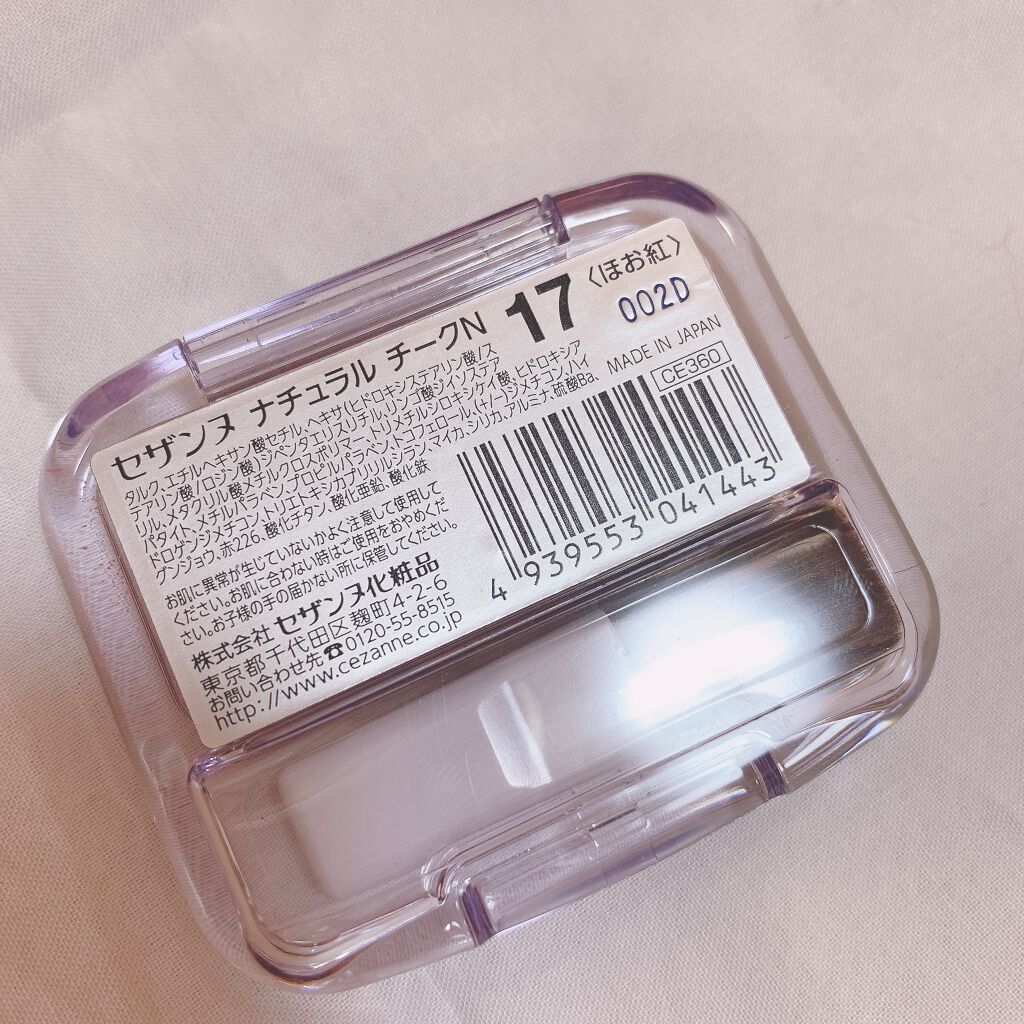 セザンヌ ナチュラル チークN 17 〈ほお紅〉
002D
タルク、エチルヘキサン酸セチル、ヘキサ(ヒドロキシステアリン酸/ス
テアリン酸/ロジン酸)ジペンタエリスリチル、リンゴ酸ジイソステア
リル、メタクリル酸メチルクロスポリマー、トリメチルシロキシケイ酸、ヒドロキシア
パタイト、メチルパラベン、プロピルパラベン、トコフェロール、(+/-)ジメチコン、ハイ
ドロゲンジメチコン、トリエトキシカプリリルシラン、マイカ、シリカ、アルミナ、硫酸Ba、
グンジョウ、赤226、酸化チタン、酸化亜鉛、酸化鉄
MADE IN JAPAN
CE360
4 939553 041443
お肌に異常が生じていないかよく注意して使用して
ください。お肌に合わない時はご使用をおやめくだ
さい。お子様の手の届かない所に保管してください。
株式会社 セザンヌ化粧品
東京都千代田区麹町4-2-6
お問い合わせ先☎0120-55-8515
http://www.cezanne.co.jp